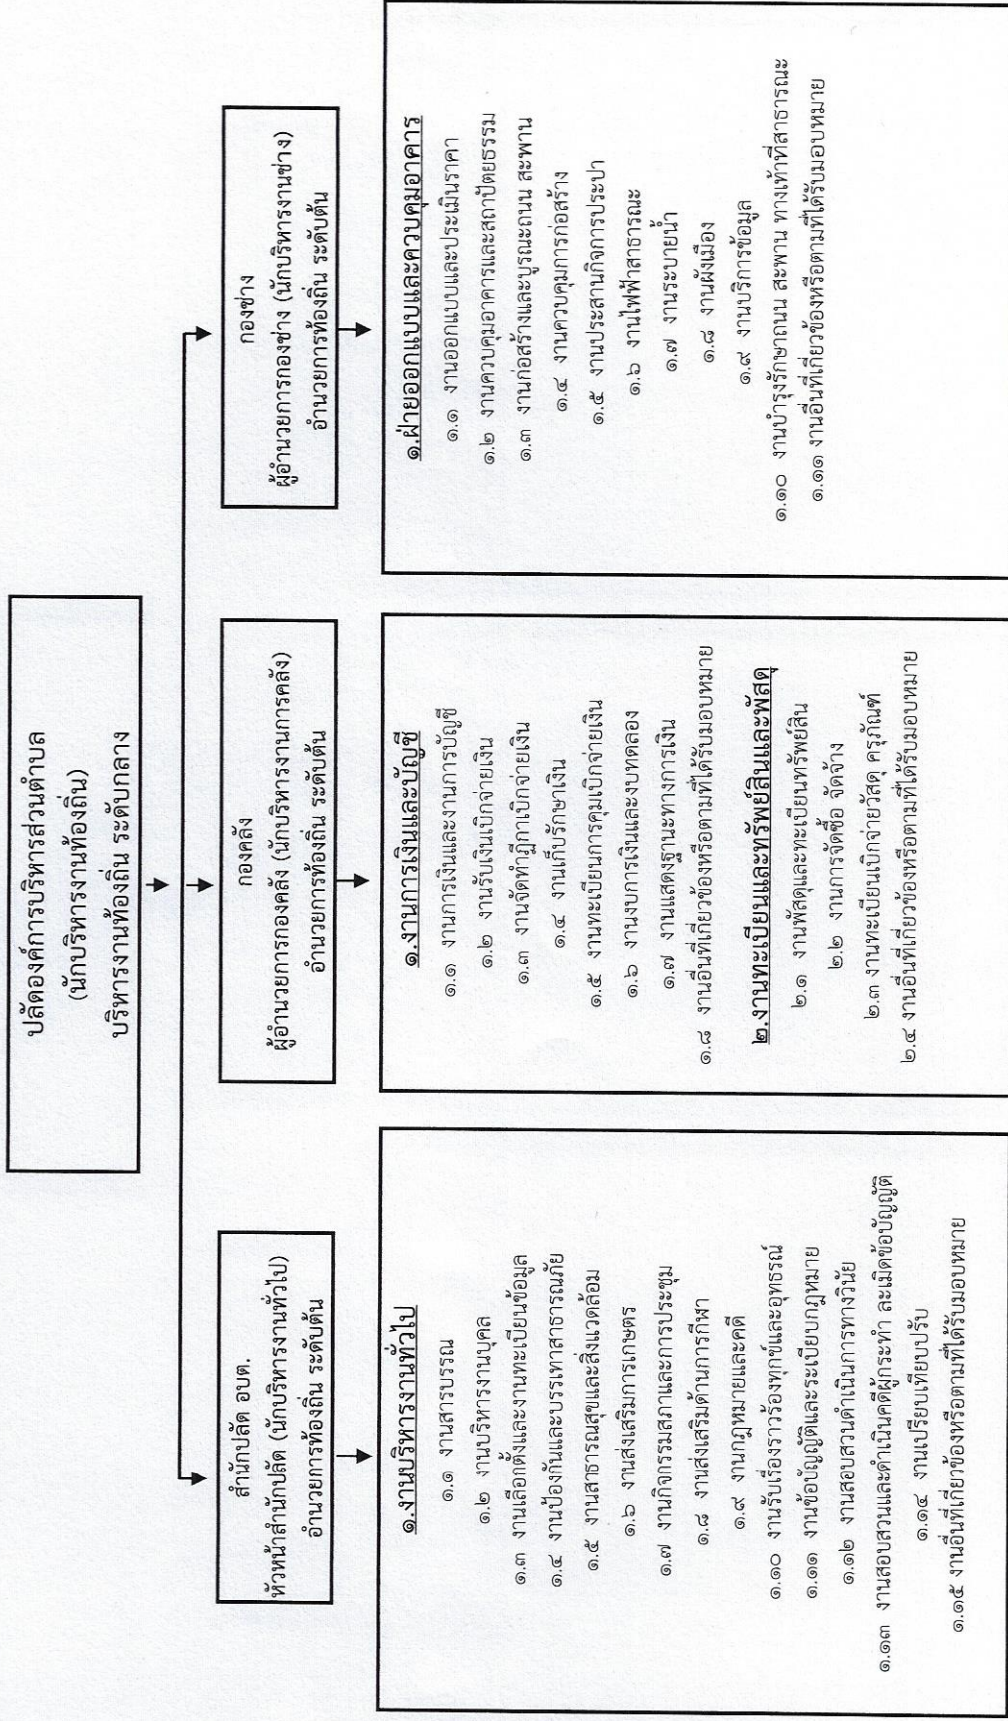 ปลัดองค์การบริหารส่วนตำบล
(นักบริหารงานท้องถิ่น)
บริหารงานท้องถิ่น ระดับกลาง
สำนักปลัด อบต.
หัวหน้าสำนักปลัด (นักบริหารงานทั่วไป)
อำนวยการท้องถิ่น ระดับต้น
๑.งานบริหารงานทั่วไป
๑.๑ งานสารบรรณ
๑.๒ งานบริหารงานบุคล
๑.๓ งานเลือกตั้งและงานทะเบียนข้อมูล
๑.๔ งานป้องกันและบรรเทาสาธารณภัย
๑.๕ งานสาธารณสุขและสิ่งแวดล้อม
๑.๖ งานส่งเสริมการเกษตร
๑.๗ งานกิจกรรมสภาและการประชุม
๑.๘ งานส่งเสริมด้านการกีฬา
๑.๙ งานกฎหมายและคดี
๑.๑๐ งานรับเรื่องราวร้องทุกข์และอุทธรณ์
๑.๑๑ งานข้อบัญญัติและระเบียบกฎหมาย
๑.๑๒ งานสอบสวนดำเนินการทางวินัย
๑.๑๓ งานสอบสวนและดำเนินคดีผู้กระทำ ละเมิดข้อบัญญัติ
๑.๑๔ งานเปรียบเทียบปรับ
๑.๑๕ งานอื่นที่เกี่ยวข้องหรือตามที่ได้รับมอบหมาย
กองคลัง
ผู้อำนวยการกองคลัง (นักบริหารงานการคลัง)
อำนวยการท้องถิ่น ระดับต้น
๑.งานการเงินและบัญชี
๑.๑ งานการเงินและงานการบัญชี
๑.๒ งานรับเงินเบิกจ่ายเงิน
๑.๓ งานจัดทำฎีกาเบิกจ่ายเงิน
๑.๔ งานเก็บรักษาเงิน
๑.๕ งานทะเบียนการคุมเบิกจ่ายเงิน
๑.๖ งานงบการเงินและงบทดลอง
๑.๗ งานแสดงฐานะทางการเงิน
๑.๘ งานอื่นที่เกี่ยวข้องหรือตามที่ได้รับมอบหมาย
๒.งานทะเบียนและทรัพย์สินและพัสดุ
๒.๑ งานพัสดุและทะเบียนทรัพย์สิน
๒.๒ งานการจัดซื้อ จัดจ้าง
๒.๓ งานทะเบียนเบิกจ่ายวัสดุ ครุภัณฑ์
๒.๔ งานอื่นที่เกี่ยวข้องหรือตามที่ได้รับมอบหมาย
กองช่าง
ผู้อำนวยการกองช่าง (นักบริหารงานช่าง)
อำนวยการท้องถิ่น ระดับต้น
๑.ฝ่ายออกแบบและควบคุมอาคาร
๑.๑ งานออกแบบและประเมินราคา
๑.๒ งานควบคุมอาคารและสถาปัตยธรรม
๑.๓ งานก่อสร้างและบูรณะถนน สะพาน
๑.๔ งานควบคุมการก่อสร้าง
๑.๕ งานประสานกิจการประปา
๑.๖ งานไฟฟ้าสาธารณะ
๑.๗ งานระบายน้ำ
๑.๘ งานผังเมือง
๑.๙ งานบริการข้อมูล
๑.๑๐ งานบำรุงรักษาถนน สะพาน ทางเท้าที่สาธารณะ
๑.๑๑ งานอื่นที่เกี่ยวข้องหรือตามที่ได้รับมอบหมาย